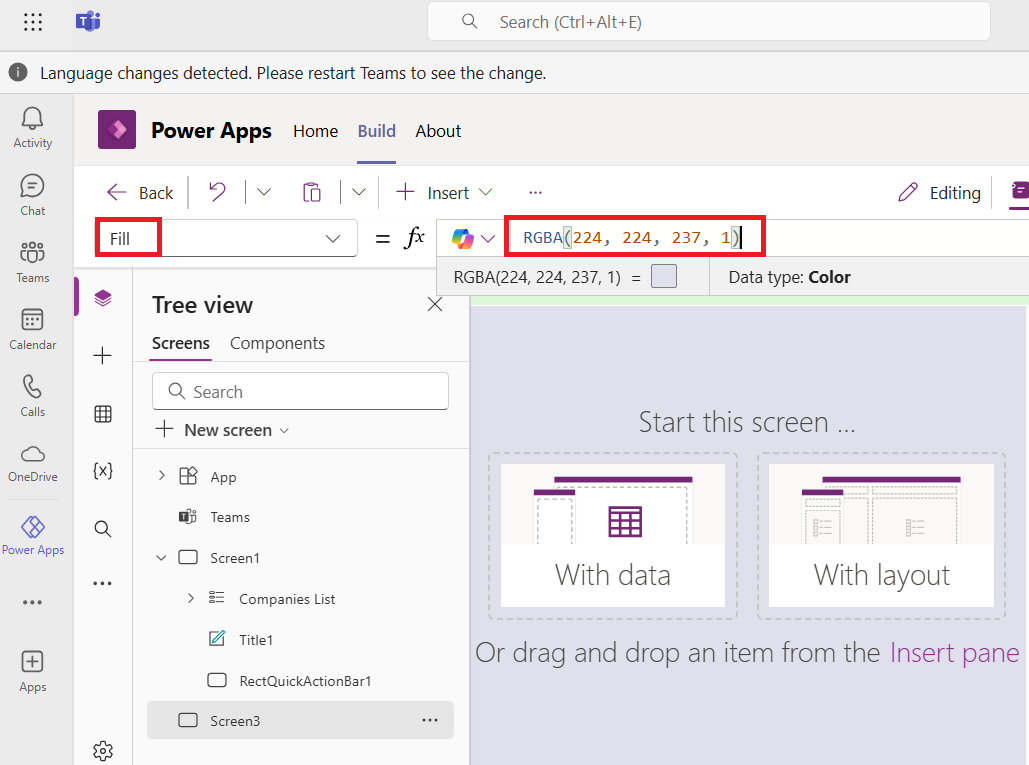 Search (Ctrl+Alt+E)
Language changes detected. Please restart Teams to see the change.
Activity
Chat
Teams
Calendar
Calls
OneDrive
Power Apps
Apps
Power Apps Home Build About
Back Insert Editing
Fill = fx RGBA(224, 224, 237, 1)
RGBA(224, 224, 237, 1) = Data type: Color
Tree view
Screens Components
Search
New screen
App
Teams
Screen1
Companies List
Title1
RectQuickActionBar1
Screen3
Start this screen ...
With data With layout
Or drag and drop an item from the Insert pane